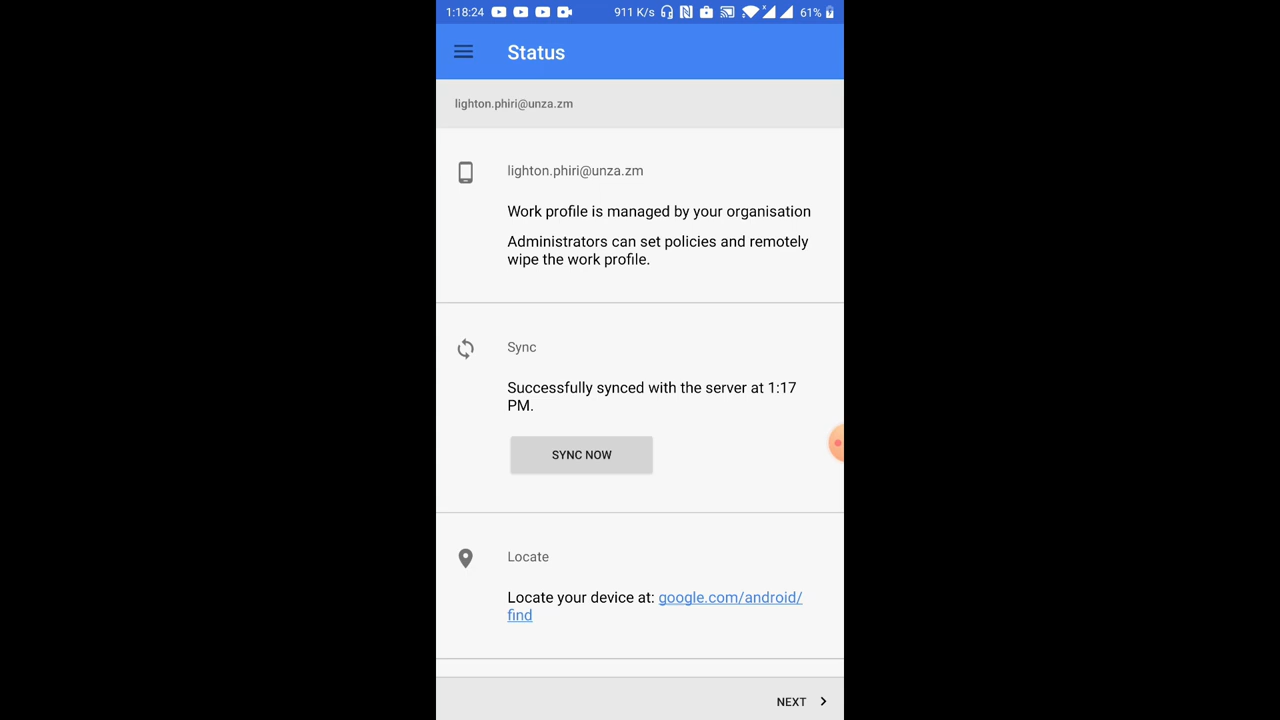 1:18:24 911 K/s 61%
Status
lighton.phiri@unza.zm
lighton.phiri@unza.zm
Work profile is managed by your organisation
Administrators can set policies and remotely
wipe the work profile.
Sync
Successfully synced with the server at 1:17
PM.
SYNC NOW
Locate
Locate your device at: google.com/android/
find
NEXT